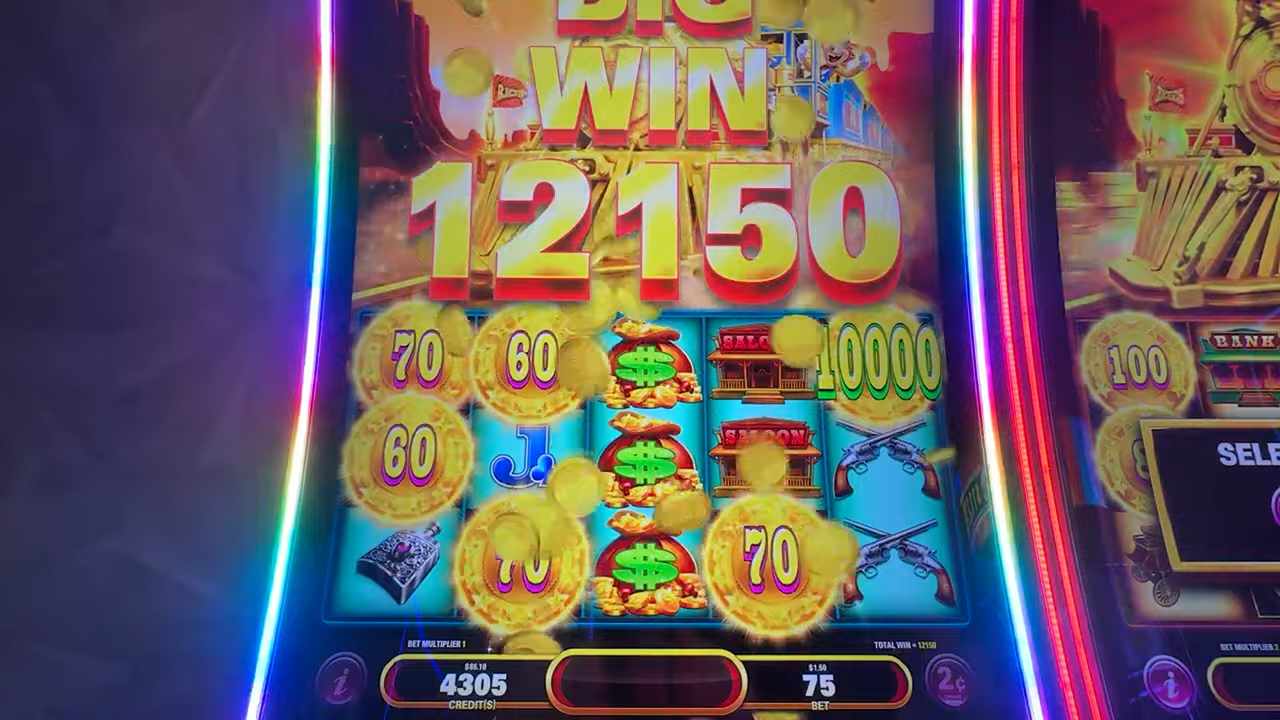 BIG
WIN
12150
70
60
10000
100
BANK
60
J
SALOON
SELE
70
70
BET MULTIPLIER 1
TOTAL WIN = 12150
BET MULTIPLIER 2
i
$86.10
4305
CREDIT(S)
$1.50
75
BET
2¢
i